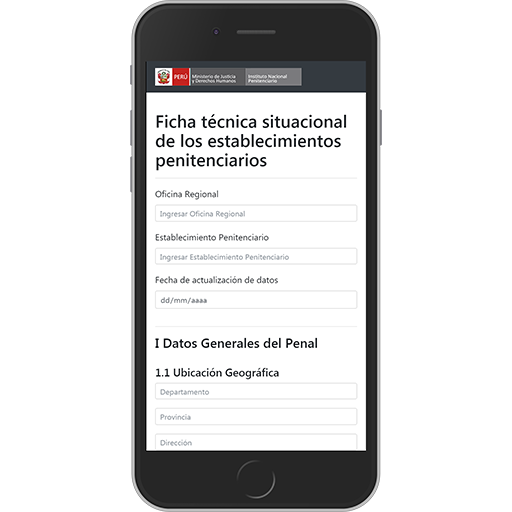 PERÚ
Ministerio de Justicia
y Derechos Humanos
Instituto Nacional
Penitenciario
Ficha técnica situacional
de los establecimientos
penitenciarios
Oficina Regional
Ingresar Oficina Regional
Establecimiento Penitenciario
Ingresar Establecimiento Penitenciario
Fecha de actualización de datos
dd/mm/aaaa
I Datos Generales del Penal
1.1 Ubicación Geográfica
Departamento
Provincia
Dirección